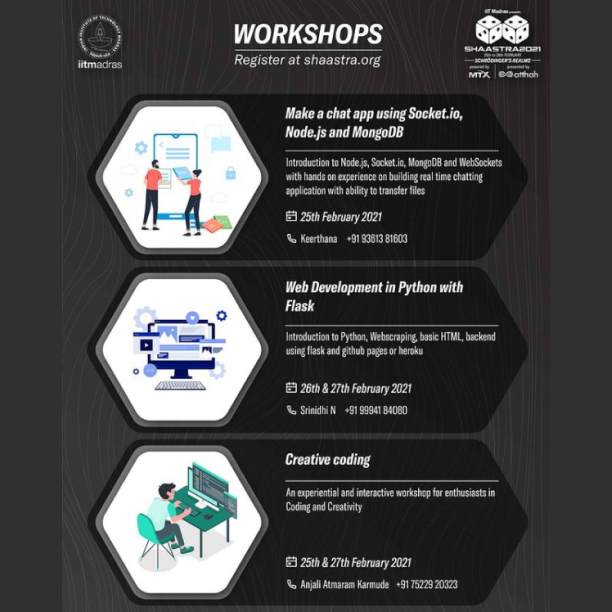 WORKSHOPS
Register at shaastra.org
iitmadras
IIT Madras presents
SHAASTRA2021
SCHRÖDINGER'S REALMS
powered by
presented by
MTX
atthah
Make a chat app using Socket.io,
Node.js and MongoDB
Introduction to Node.js, Socket.io, MongoDB and WebSockets
with hands on experience on building real time chatting
application with ability to transfer files
25th February 2021
Keerthana +91 93613 81603
Web Development in Python with
Flask
Introduction to Python, Webscraping, basic HTML, backend
using flask and github pages or heroku
26th & 27th February 2021
Srinidhi N +91 99941 84080
Creative coding
An experiential and interactive workshop for enthusiasts in
Coding and Creativity
25th & 27th February 2021
Anjali Atmaram Karmude +91 75229 20323